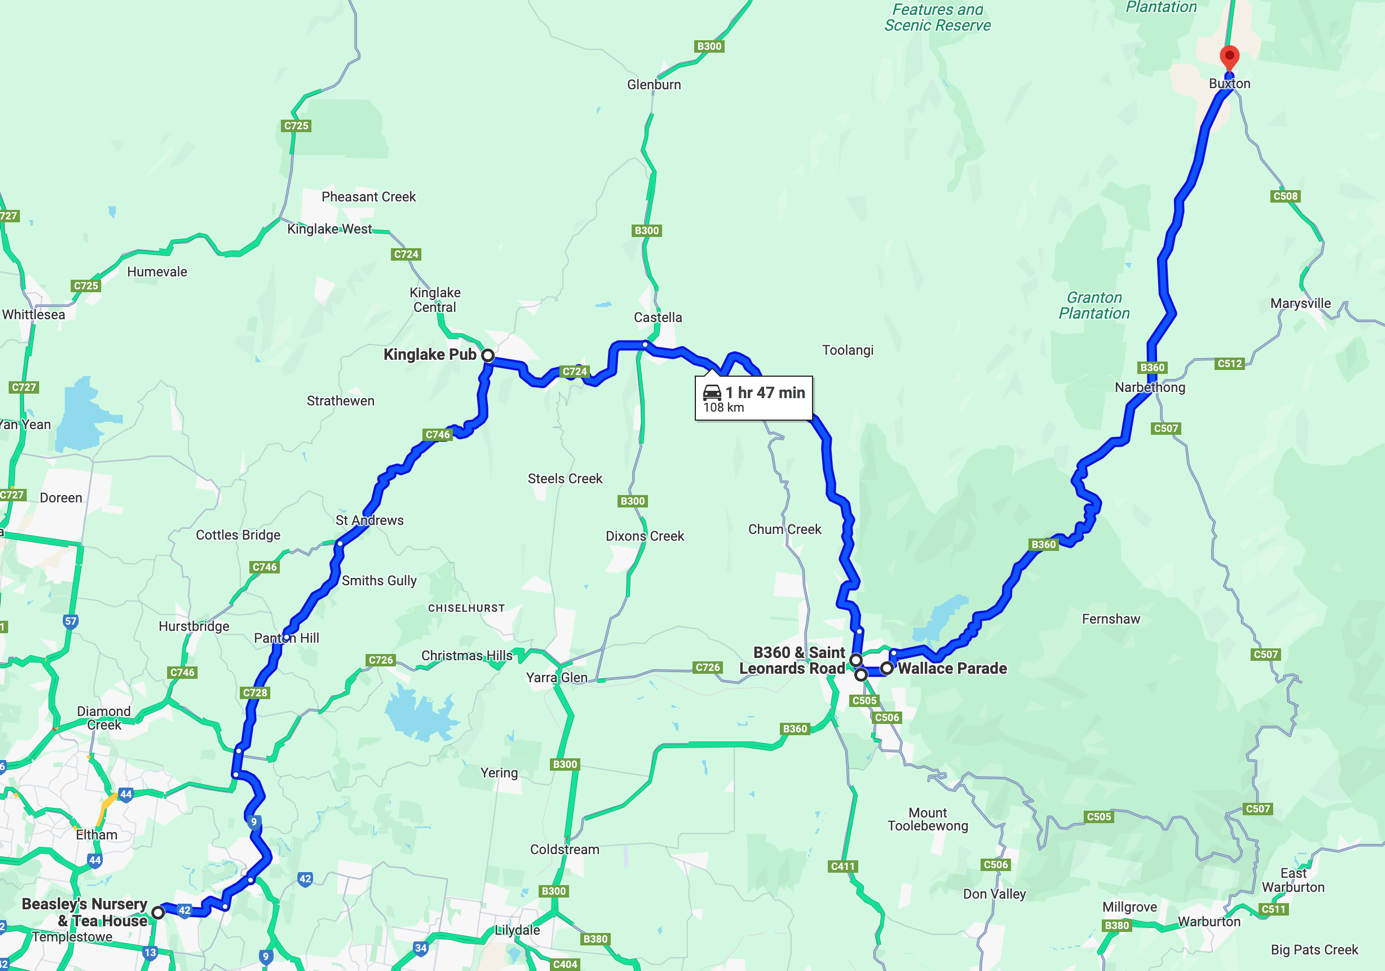 Features and
Scenic Reserve
Plantation
B300
Glenburn
Buxton
C725
Pheasant Creek
C508
727
Kinglake West
B300
C724
Humevale
C725
Kinglake
Central
Granton
Plantation
Marysville
Whittlesea
Castella
Kinglake Pub
Toolangi
C724
C512
B360
Narbethong
1 hr 47 min
108 km
Strathewen
Yan Yean
C746
C507
Steels Creek
C727
Doreen
B300
St Andrews
Chum Creek
Cottles Bridge
Dixons Creek
B360
C746
Smiths Gully
CHISELHURST
57
Fernshaw
Hurstbridge
Panton Hill
C726
Christmas Hills
B360 & Saint
Leonards Road
C507
C746
C726
Wallace Parade
Yarra Glen
C728
C505
Diamond
Creek
C506
B360
B300
Yering
44
C507
Mount
Toolebewong
C505
9
Eltham
Coldstream
44
C411
C506
42
East
Warburton
B300
Don Valley
Beasley's Nursery
& Tea House
42
Millgrove
C511
Warburton
B380
Lilydale
Templestowe
B380
34
13
9
Big Pats Creek
C404
42